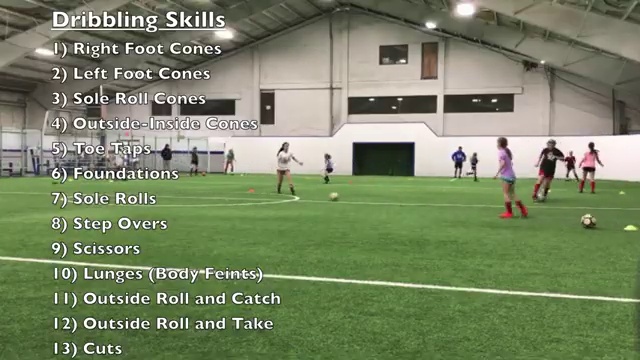 Dribbling Skills
1) Right Foot Cones
2) Left Foot Cones
3) Sole Roll Cones
4) Outside-Inside Cones
5) Toe Taps
6) Foundations
7) Sole Rolls
8) Step Overs
9) Scissors
10) Lunges (Body Feints)
11) Outside Roll and Catch
12) Outside Roll and Take
13) Cuts